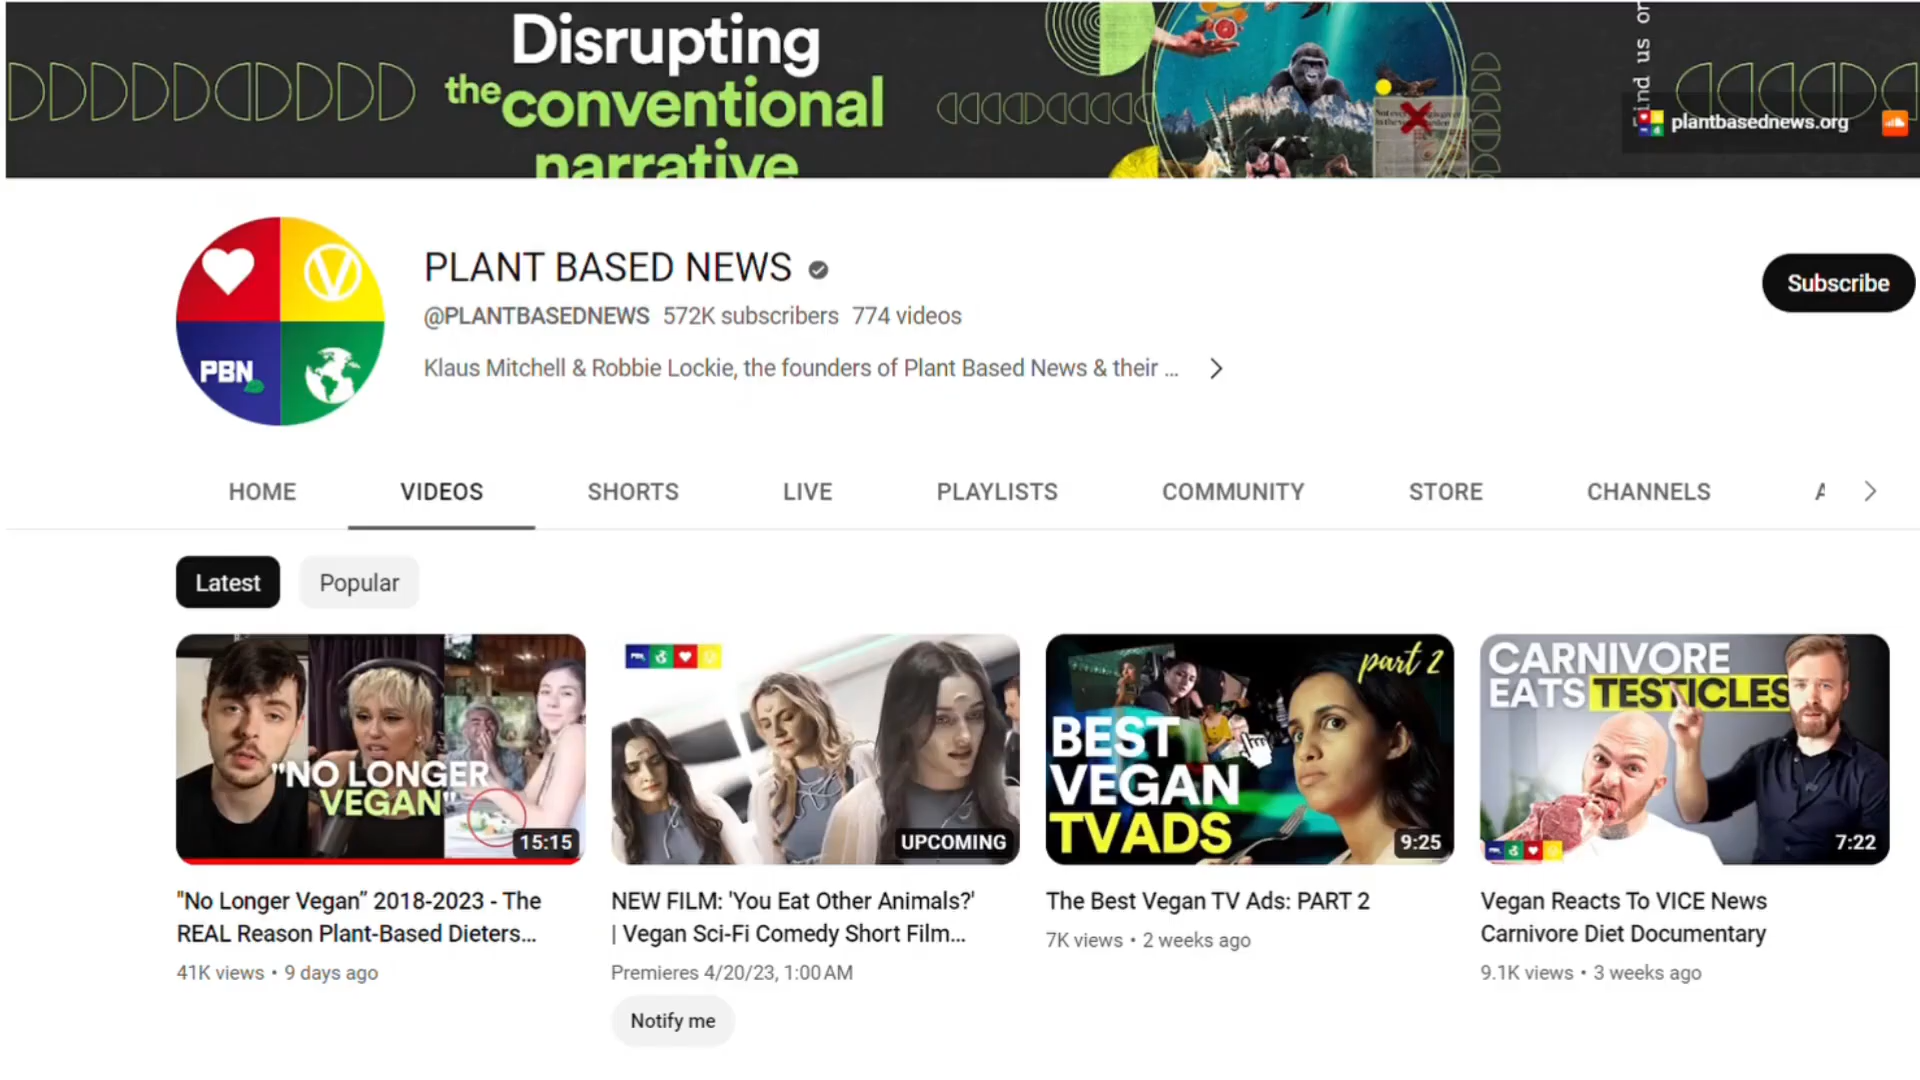 Disrupting
the conventional
narrative
find us on
plantbasednews.org
PLANT BASED NEWS
@PLANTBASEDNEWS 572K subscribers 774 videos
Klaus Mitchell & Robbie Lockie, the founders of Plant Based News & their ...
Subscribe
PBN
HOME VIDEOS SHORTS LIVE PLAYLISTS COMMUNITY STORE CHANNELS
Latest Popular
"NO LONGER
VEGAN"
15:15
UPCOMING
part 2
BEST
VEGAN
TV ADS
9:25
CARNIVORE
EATS TESTICLES
7:22
"No Longer Vegan” 2018-2023 - The
REAL Reason Plant-Based Dieters...
41K views • 9 days ago
NEW FILM: 'You Eat Other Animals?'
| Vegan Sci-Fi Comedy Short Film...
Premieres 4/20/23, 1:00 AM
Notify me
The Best Vegan TV Ads: PART 2
7K views • 2 weeks ago
Vegan Reacts To VICE News
Carnivore Diet Documentary
9.1K views • 3 weeks ago